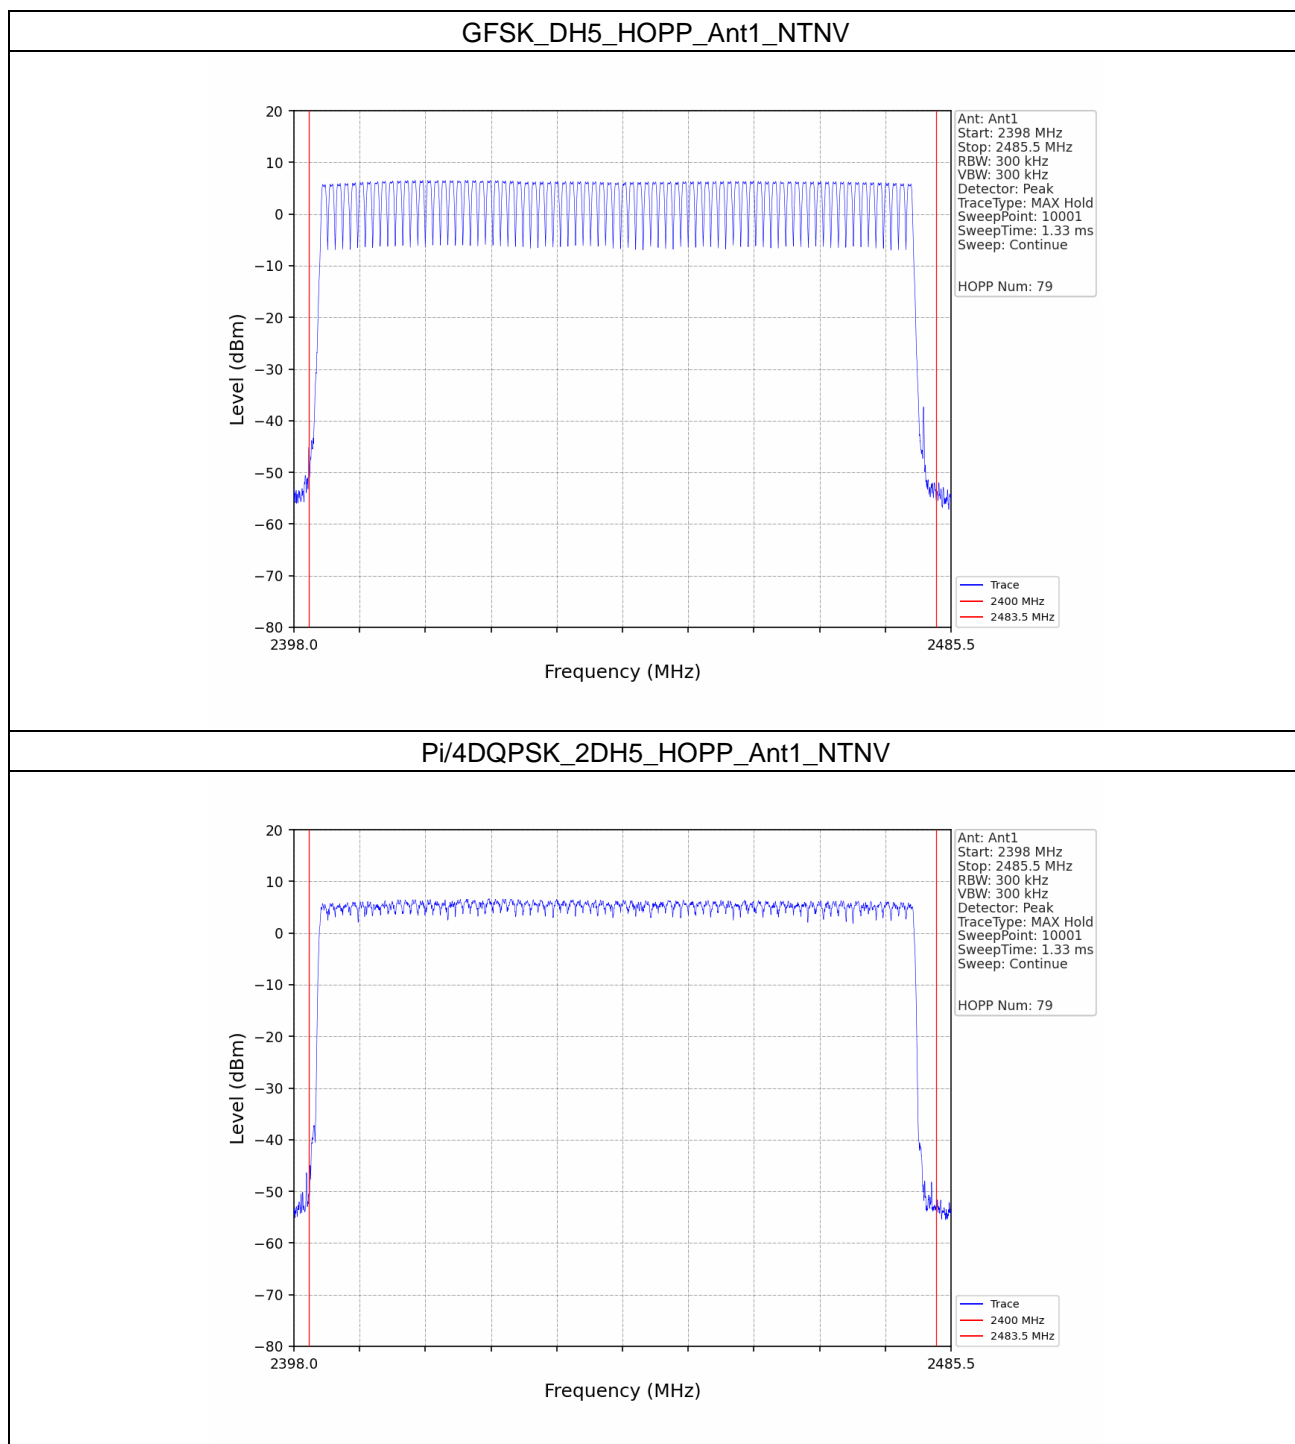 GFSK_DH5_HOPP_Ant1_NTNV
20
10
0
−10
−20
−30
−40
−50
−60
−70
−80
Level (dBm)
2398.0
2485.5
Frequency (MHz)
Ant: Ant1
Start: 2398 MHz
Stop: 2485.5 MHz
RBW: 300 kHz
VBW: 300 kHz
Detector: Peak
TraceType: MAX Hold
SweepPoint: 10001
SweepTime: 1.33 ms
Sweep: Continue
HOPP Num: 79
Trace
2400 MHz
2483.5 MHz
Pi/4DQPSK_2DH5_HOPP_Ant1_NTNV
20
10
0
−10
−20
−30
−40
−50
−60
−70
−80
Level (dBm)
2398.0
2485.5
Frequency (MHz)
Ant: Ant1
Start: 2398 MHz
Stop: 2485.5 MHz
RBW: 300 kHz
VBW: 300 kHz
Detector: Peak
TraceType: MAX Hold
SweepPoint: 10001
SweepTime: 1.33 ms
Sweep: Continue
HOPP Num: 79
Trace
2400 MHz
2483.5 MHz